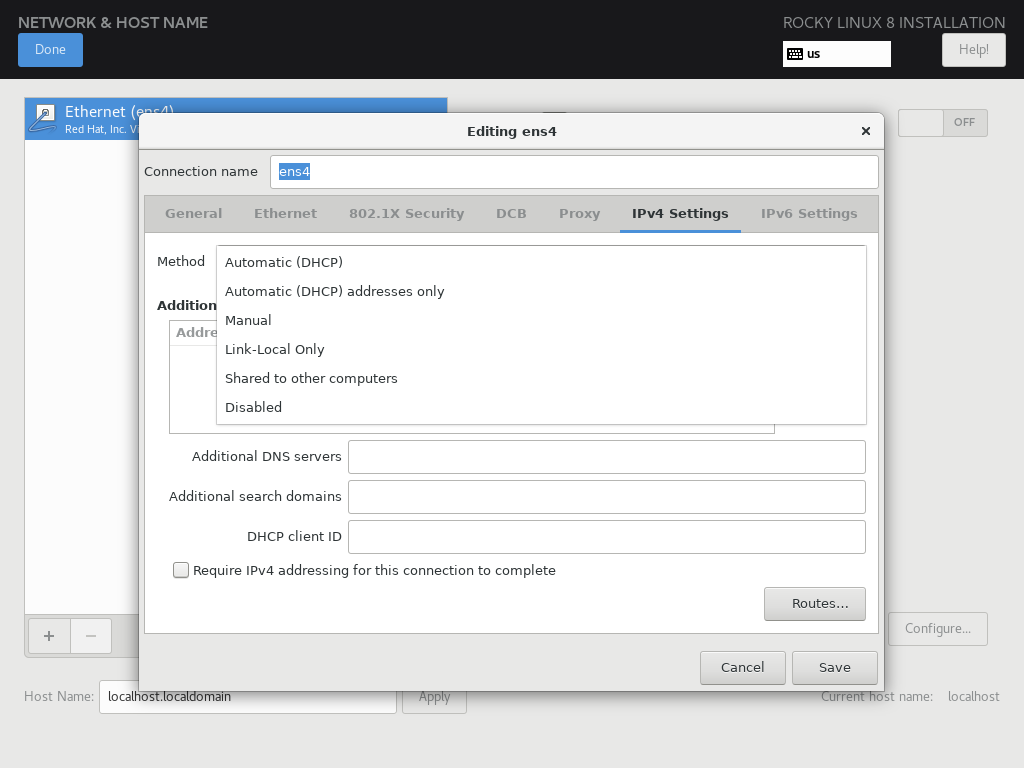 NETWORK & HOST NAME
ROCKY LINUX 8 INSTALLATION
Done
us
Help!
Ethernet (ens4)
Red Hat, Inc.
OFF
Editing ens4
Connection name
ens4
General
Ethernet
802.1X Security
DCB
Proxy
IPv4 Settings
IPv6 Settings
Method
Automatic (DHCP)
Automatic (DHCP) addresses only
Manual
Link-Local Only
Shared to other computers
Disabled
Additional DNS servers
Additional search domains
DHCP client ID
Require IPv4 addressing for this connection to complete
Routes...
+
−
Configure...
Cancel
Save
Host Name:
localhost.localdomain
Apply
Current host name:
localhost